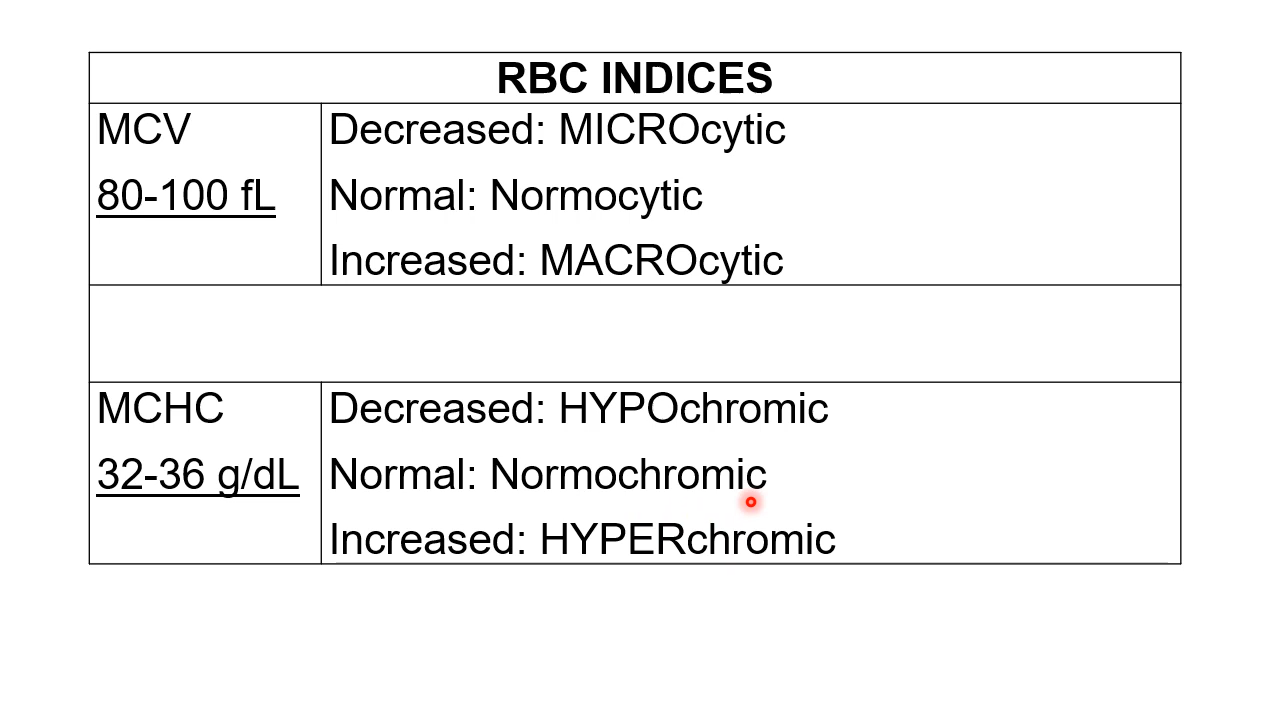 RBC INDICES
MCV
80-100 fL
Decreased: MICROcytic
Normal: Normocytic
Increased: MACROcytic
MCHC
32-36 g/dL
Decreased: HYPOchromic
Normal: Normochromic
Increased: HYPERchromic